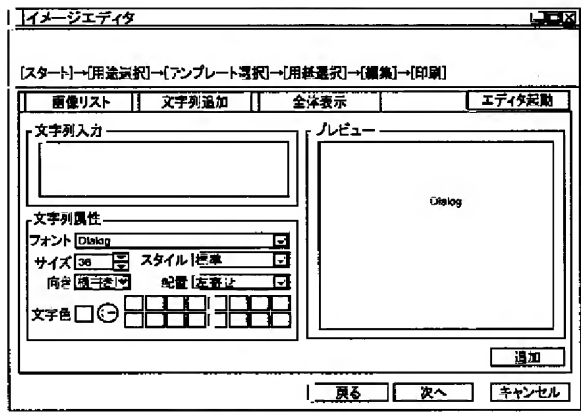 イメージエディタ
[スタート]→[用途選択]→[テンプレート選択]→[用紙選択]→[編集]→[印刷]
画像リスト 文字列追加 全体表示 エディタ起動
文字列入力 プレビュー
Dialog
文字列属性
フォント Dialog
サイズ 36 スタイル 標準
向き 横書き 配置 左寄せ
文字色
追加
戻る 次へ キャンセル